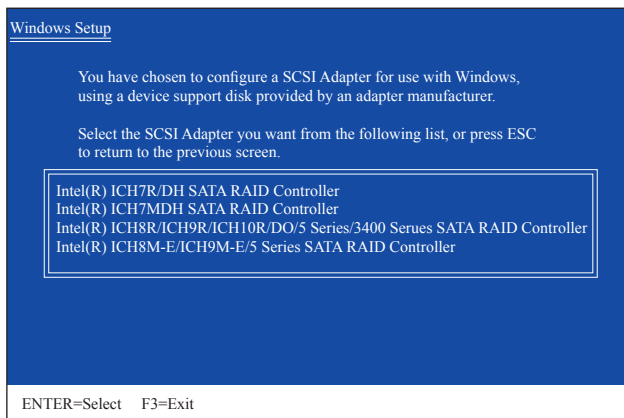 Windows Setup
You have chosen to configure a SCSI Adapter for use with Windows,
using a device support disk provided by an adapter manufacturer.
Select the SCSI Adapter you want from the following list, or press ESC
to return to the previous screen.
Intel(R) ICH7R/DH SATA RAID Controller
Intel(R) ICH7MDH SATA RAID Controller
Intel(R) ICH8R/ICH9R/ICH10R/DO/5 Series/3400 Serues SATA RAID Controller
Intel(R) ICH8M-E/ICH9M-E/5 Series SATA RAID Controller
ENTER=Select F3=Exit